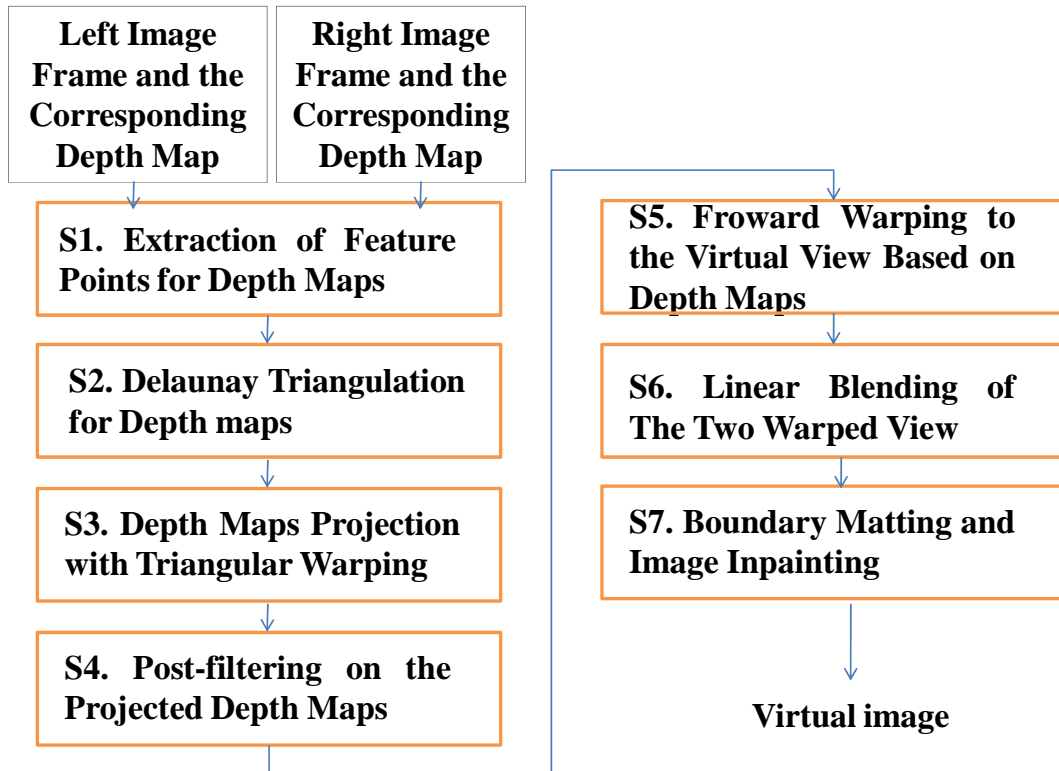 Left Image
Frame and the
Corresponding
Depth Map
Right Image
Frame and the
Corresponding
Depth Map
S1. Extraction of Feature
Points for Depth Maps
S2. Delaunay Triangulation
for Depth maps
S3. Depth Maps Projection
with Triangular Warping
S4. Post-filtering on the
Projected Depth Maps
S5. Froward Warping to
the Virtual View Based on
Depth Maps
S6. Linear Blending of
The Two Warped View
S7. Boundary Matting and
Image Inpainting
Virtual image